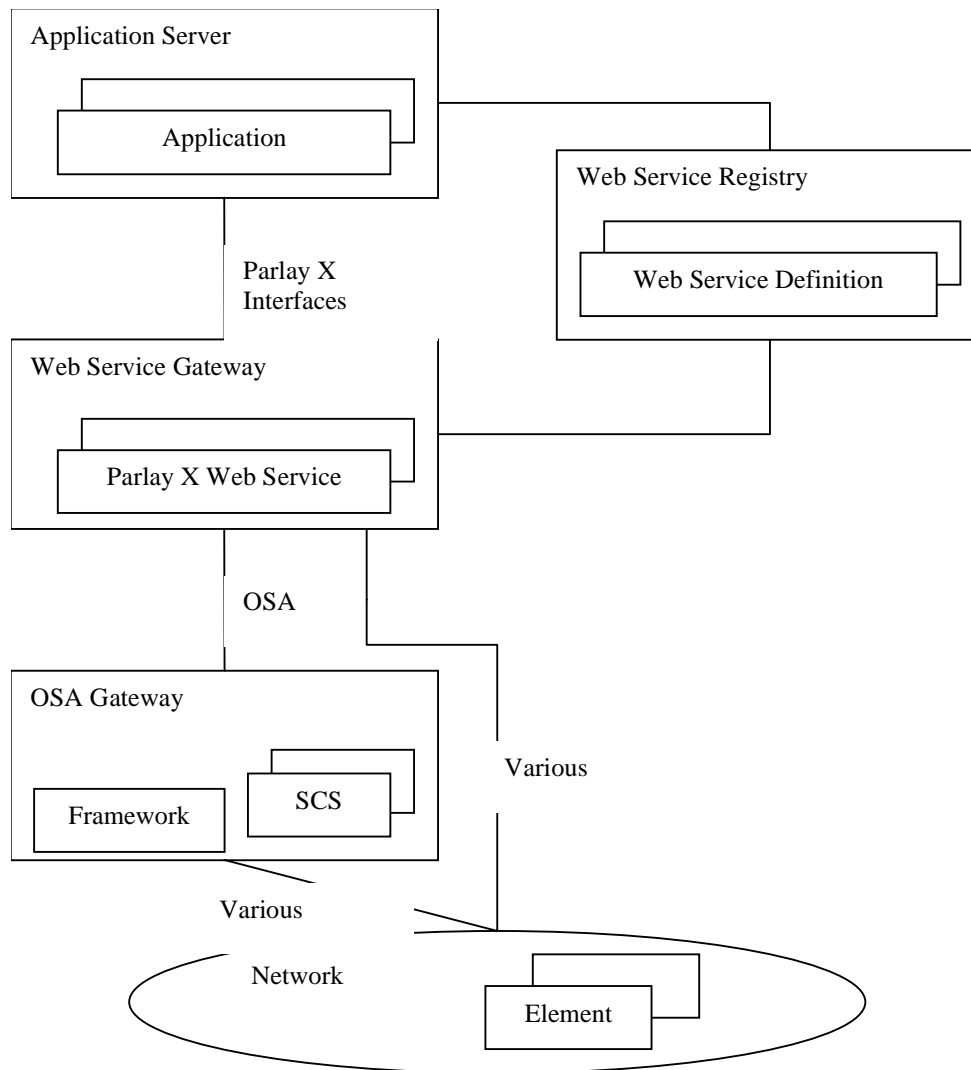 Application Server
Application
Web Service Registry
Web Service Definition
Parlay X
Interfaces
Web Service Gateway
Parlay X Web Service
OSA
OSA Gateway
Various
SCS
Framework
Various
Network
Element